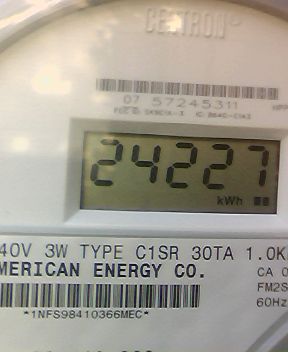 CENTRON
07 57245311
24227
kWh
40V 3W TYPE C1SR 30TA 1.0K
MERICAN ENERGY CO.
CA 0
FM2S
60Hz
*1NFS98410366MEC*